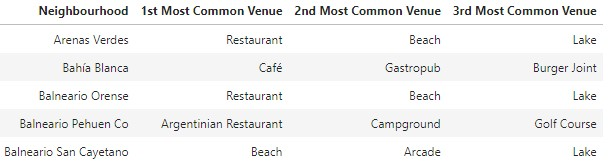 Neighbourhood 1st Most Common Venue 2nd Most Common Venue 3rd Most Common Venue
Arenas Verdes Restaurant Beach Lake
Bahía Blanca Café Gastropub Burger Joint
Balneario Orense Restaurant Beach Lake
Balneario Pehuen Co Argentinian Restaurant Campground Golf Course
Balneario San Cayetano Beach Arcade Lake